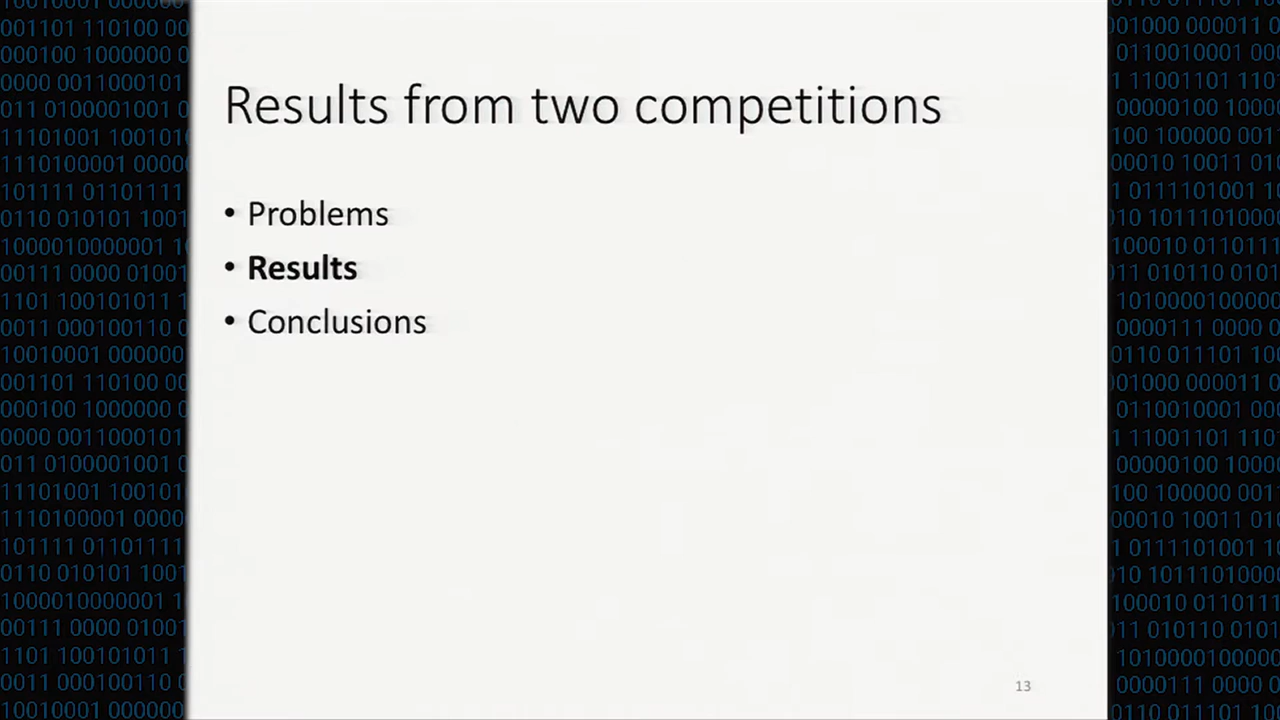 Results from two competitions
• Problems
• Results
• Conclusions
13